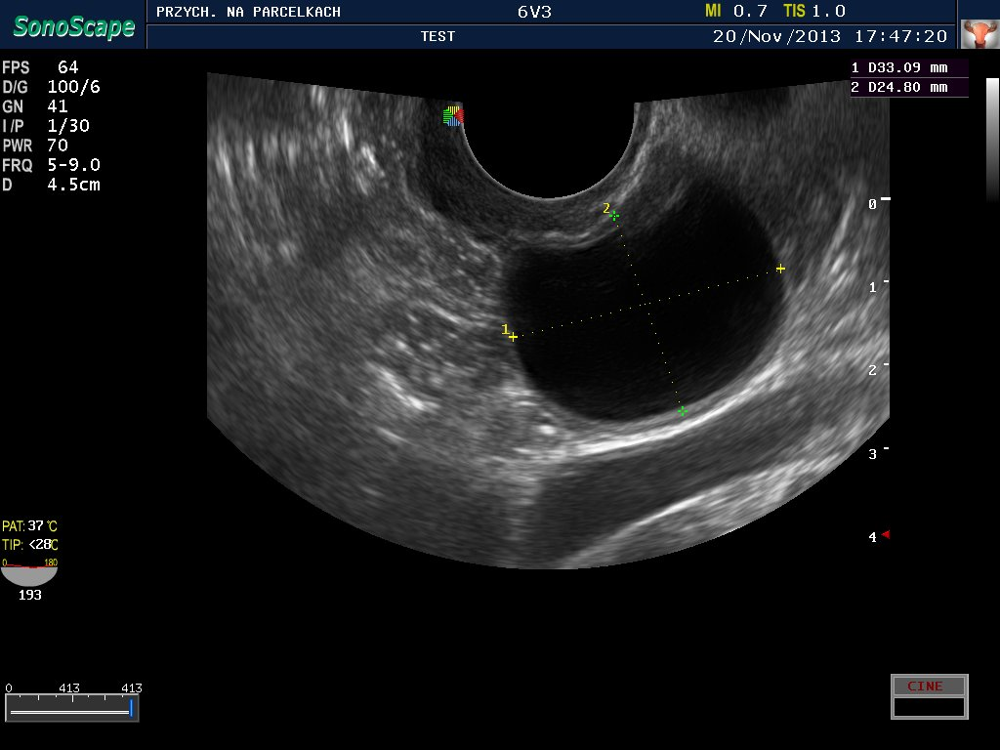 SonoScape
PRZYCH. NA PARCELKACH 6V3 MI 0.7 TIS 1.0
TEST 20/Nov/2013 17:47:20
1 D33.09 mm
2 D24.80 mm
FPS 64
D/G 100/6
GN 41
I/P 1/30
PWR 70
FRQ 5-9.0
D 4.5cm
2
1
0
1
2
3
4
PAT: 37 °C
TIP: <28°C
0 180
193
0 413 413
CINE